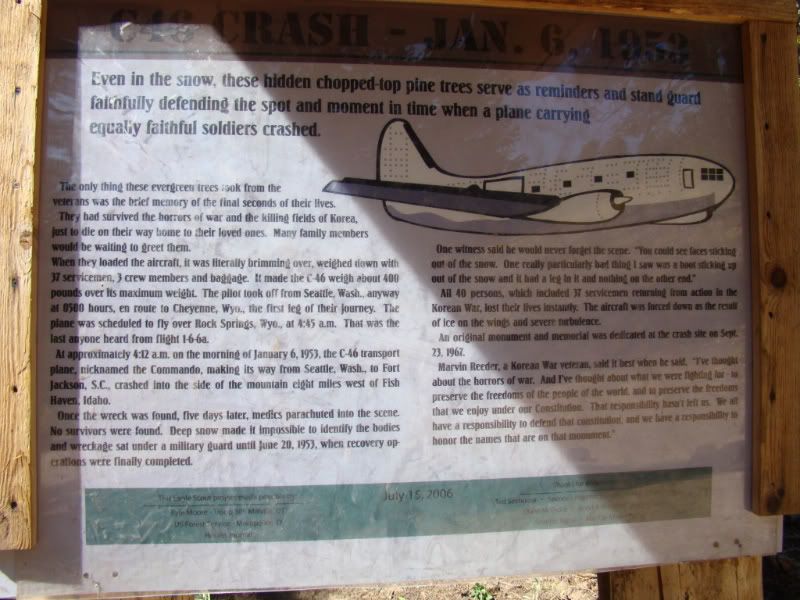 C46 CRASH - JAN. 6, 1953
Even in the snow, these hidden chopped-top pine trees serve as reminders and stand guard
faithfully defending the spot and moment in time when a plane carrying
equally faithful soldiers crashed.
The only thing these evergreen trees took from the
veterans was the brief memory of the final seconds of their lives.
They had survived the horrors of war and the killing fields of Korea,
just to die on their way home to their loved ones. Many family members
would be waiting to greet them.
When they loaded the aircraft, it was literally brimming over, weighed down with
37 servicemen, 3 crew members and baggage. It made the C-46 weigh about 400
pounds over its maximum weight. The pilot took off from Seattle, Wash., anyway
at 0500 hours, en route to Cheyenne, Wyo., the first leg of their journey. The
plane was scheduled to fly over Rock Springs, Wyo., at 4:45 a.m. That was the
last anyone heard from flight 1-6-6a.
At approximately 4:12 a.m. on the morning of January 6, 1953, the C-46 transport
plane, nicknamed the Commando, making its way from Seattle, Wash., to Fort
Jackson, S.C., crashed into the side of the mountain eight miles west of Fish
Haven, Idaho.
Once the wreck was found, five days later, medics parachuted into the scene.
No survivors were found. Deep snow made it impossible to identify the bodies
and wreckage sat under a military guard until June 20, 1953, when recovery op-
erations were finally completed.
One witness said he would never forget the scene. "You could see faces sticking
out of the snow. One really particularly bad thing I saw was a boot sticking up
out of the snow and it had a leg in it and nothing on the other end."
All 40 persons, which included 37 servicemen returning from action in the
Korean War, lost their lives instantly. The aircraft was forced down as the result
of ice on the wings and severe turbulence.
An original monument and memorial was dedicated at the crash site on Sept.
23, 1967.
Marvin Reeder, a Korean War veteran, said it best when he said, "I've thought
about the horrors of war. And I've thought about what we were fighting for - to
preserve the freedoms of the people of the world, and to preserve the freedoms
that we enjoy under our Constitution. That responsibility hasn't left us. We all
have a responsibility to defend that constitution, and we have a responsibility to
honor the names that are on that monument."
This Eagle Scout project made possible by:
Kyle Moore - Troop
US Forest Service -
Herald Journal
July 15, 2006